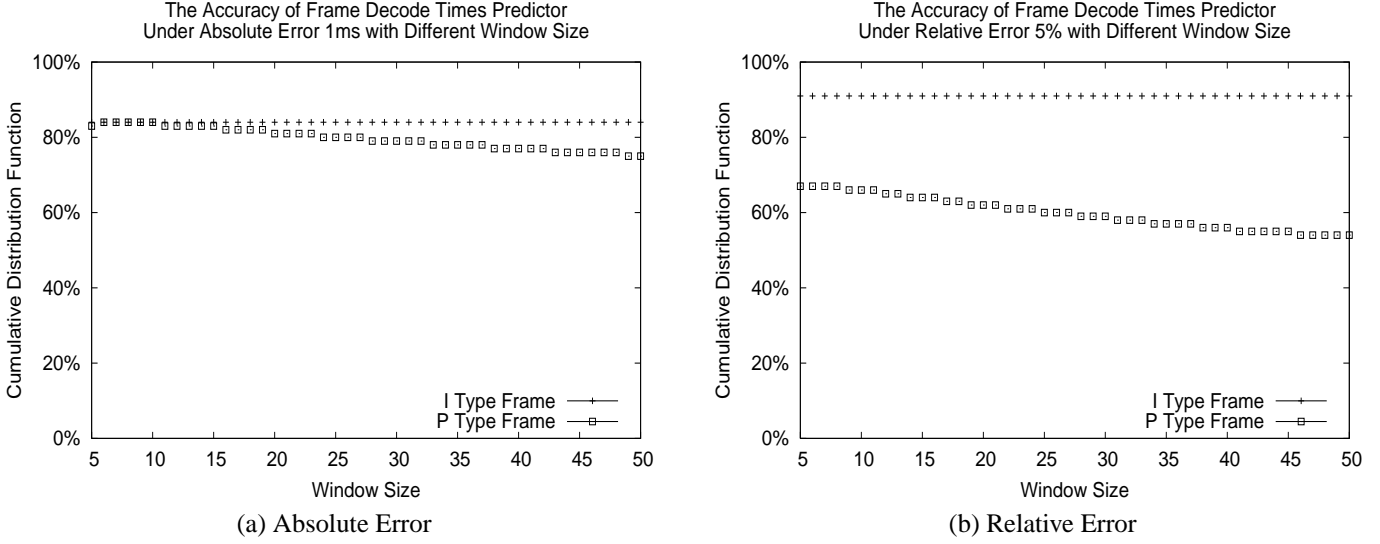 The Accuracy of Frame Decode Times Predictor
Under Absolute Error 1ms with Different Window Size
100%
80%
60%
40%
20%
0%
Cumulative Distribution Function
I Type Frame
P Type Frame
5 10 15 20 25 30 35 40 45 50
Window Size
(a) Absolute Error
The Accuracy of Frame Decode Times Predictor
Under Relative Error 5% with Different Window Size
100%
80%
60%
40%
20%
0%
Cumulative Distribution Function
I Type Frame
P Type Frame
5 10 15 20 25 30 35 40 45 50
Window Size
(b) Relative Error